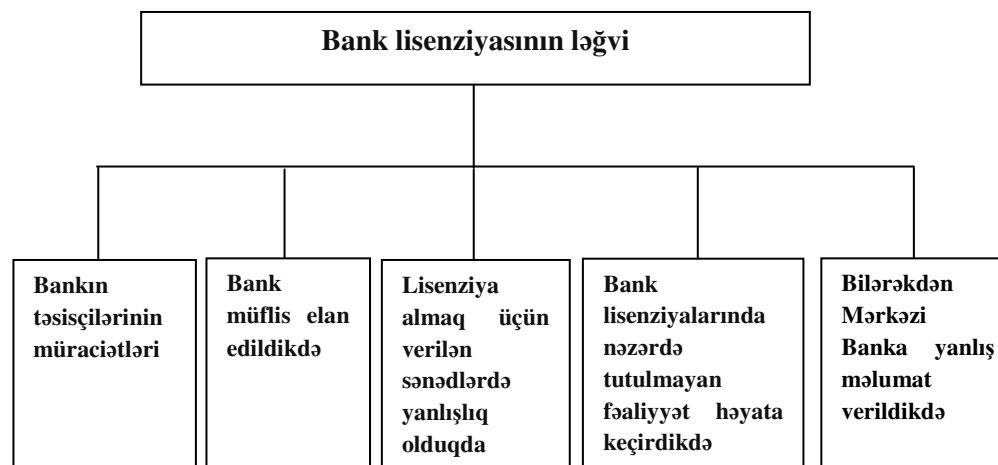 Bank lisenziyasının ləğvi
Bankın
təsisçilərinin
müraciətləri
Bank
müflis elan
edildikdə
Lisenziya
almaq üçün
verilən
sənədlərdə
yanlışlıq
olduqda
Bank
lisenziyalarında
nəzərdə
tutulmayan
fəaliyyət həyata
keçirdikdə
Bilərəkdən
Mərkəzi
Banka yanlış
məlumat
verildikdə